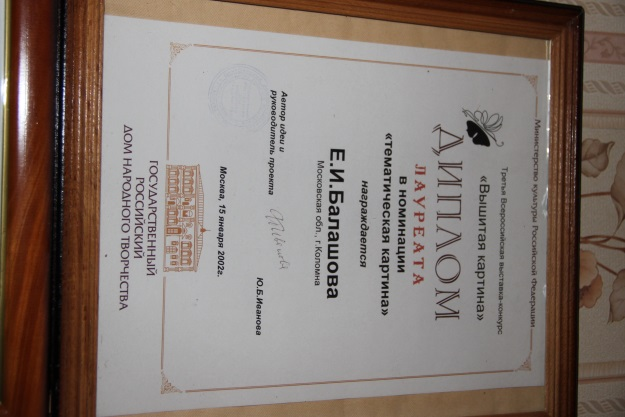 Министерство культуры Российской Федерации
Третья Всероссийская выставка-конкурс
«Вышитая картина»
ДИПЛОМ
ЛАУРЕАТА
в номинации
«тематическая картина»
награждается
Е.И.Балашова
Московская обл., г.Коломна
Автор идеи и
руководитель проекта
Ю.Б.Иванова
Москва, 15 января 2002г.
ГОСУДАРСТВЕННЫЙ
РОССИЙСКИЙ
ДОМ НАРОДНОГО ТВОРЧЕСТВА